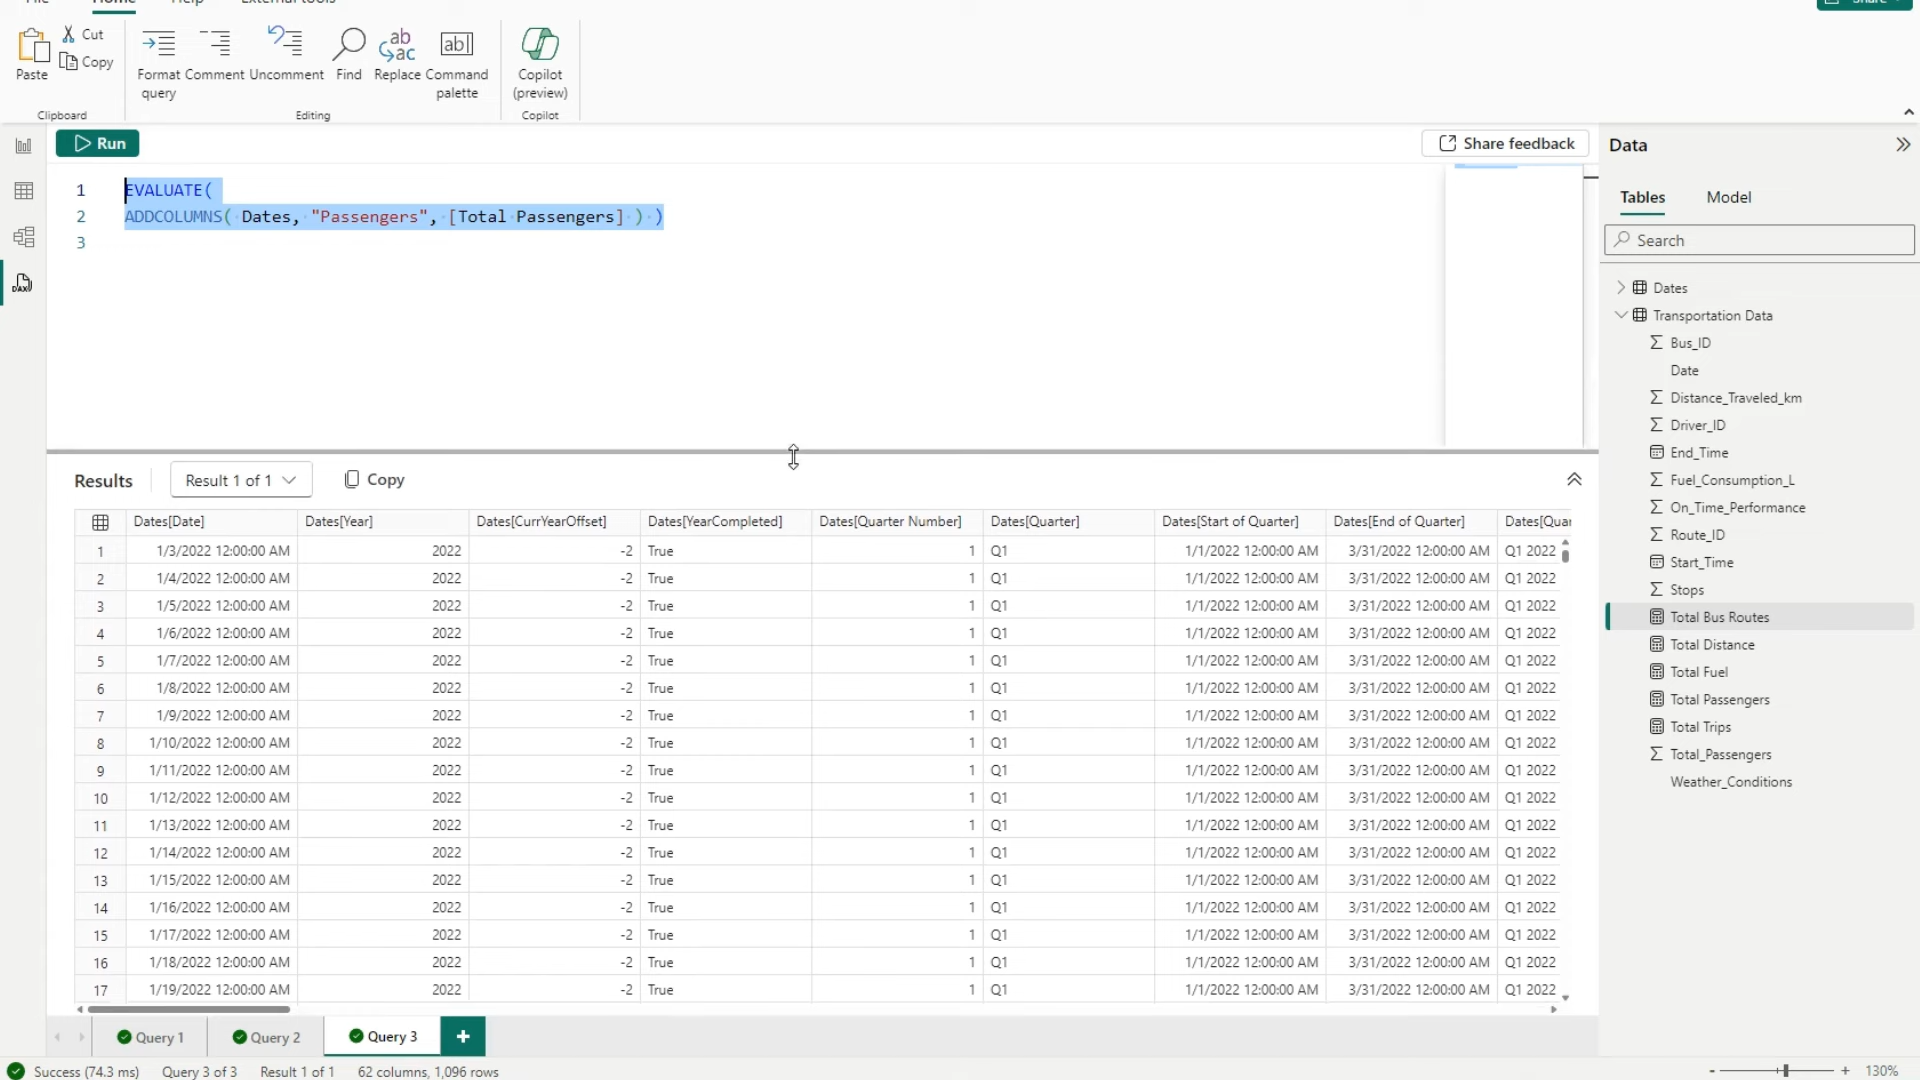 File Home Help External tools
Share
Paste
Cut
Copy
Format query
Comment
Uncomment
Find
Replace
Command palette
Copilot (preview)
Clipboard
Editing
Copilot
Run
Share feedback
1 EVALUATE(
2 ADDCOLUMNS( Dates, "Passengers", [Total Passengers] ) )
3
Results
Result 1 of 1
Copy
Dates[Date] Dates[Year] Dates[CurrYearOffset] Dates[YearCompleted] Dates[Quarter Number] Dates[Quarter] Dates[Start of Quarter] Dates[End of Quarter] Dates[Qua
1 1/3/2022 12:00:00 AM 2022 -2 True 1 Q1 1/1/2022 12:00:00 AM 3/31/2022 12:00:00 AM Q1 2022
2 1/4/2022 12:00:00 AM 2022 -2 True 1 Q1 1/1/2022 12:00:00 AM 3/31/2022 12:00:00 AM Q1 2022
3 1/5/2022 12:00:00 AM 2022 -2 True 1 Q1 1/1/2022 12:00:00 AM 3/31/2022 12:00:00 AM Q1 2022
4 1/6/2022 12:00:00 AM 2022 -2 True 1 Q1 1/1/2022 12:00:00 AM 3/31/2022 12:00:00 AM Q1 2022
5 1/7/2022 12:00:00 AM 2022 -2 True 1 Q1 1/1/2022 12:00:00 AM 3/31/2022 12:00:00 AM Q1 2022
6 1/8/2022 12:00:00 AM 2022 -2 True 1 Q1 1/1/2022 12:00:00 AM 3/31/2022 12:00:00 AM Q1 2022
7 1/9/2022 12:00:00 AM 2022 -2 True 1 Q1 1/1/2022 12:00:00 AM 3/31/2022 12:00:00 AM Q1 2022
8 1/10/2022 12:00:00 AM 2022 -2 True 1 Q1 1/1/2022 12:00:00 AM 3/31/2022 12:00:00 AM Q1 2022
9 1/11/2022 12:00:00 AM 2022 -2 True 1 Q1 1/1/2022 12:00:00 AM 3/31/2022 12:00:00 AM Q1 2022
10 1/12/2022 12:00:00 AM 2022 -2 True 1 Q1 1/1/2022 12:00:00 AM 3/31/2022 12:00:00 AM Q1 2022
11 1/13/2022 12:00:00 AM 2022 -2 True 1 Q1 1/1/2022 12:00:00 AM 3/31/2022 12:00:00 AM Q1 2022
12 1/14/2022 12:00:00 AM 2022 -2 True 1 Q1 1/1/2022 12:00:00 AM 3/31/2022 12:00:00 AM Q1 2022
13 1/15/2022 12:00:00 AM 2022 -2 True 1 Q1 1/1/2022 12:00:00 AM 3/31/2022 12:00:00 AM Q1 2022
14 1/16/2022 12:00:00 AM 2022 -2 True 1 Q1 1/1/2022 12:00:00 AM 3/31/2022 12:00:00 AM Q1 2022
15 1/17/2022 12:00:00 AM 2022 -2 True 1 Q1 1/1/2022 12:00:00 AM 3/31/2022 12:00:00 AM Q1 2022
16 1/18/2022 12:00:00 AM 2022 -2 True 1 Q1 1/1/2022 12:00:00 AM 3/31/2022 12:00:00 AM Q1 2022
17 1/19/2022 12:00:00 AM 2022 -2 True 1 Q1 1/1/2022 12:00:00 AM 3/31/2022 12:00:00 AM Q1 2022
Query 1 Query 2 Query 3
Success (74.3 ms) Query 3 of 3 Result 1 of 1 62 columns, 1,096 rows
Data
Tables Model
Search
Dates
Transportation Data
Bus_ID
Date
Distance_Traveled_km
Driver_ID
End_Time
Fuel_Consumption_L
On_Time_Performance
Route_ID
Start_Time
Stops
Total Bus Routes
Total Distance
Total Fuel
Total Passengers
Total Trips
Total_Passengers
Weather_Conditions
130%
DAX